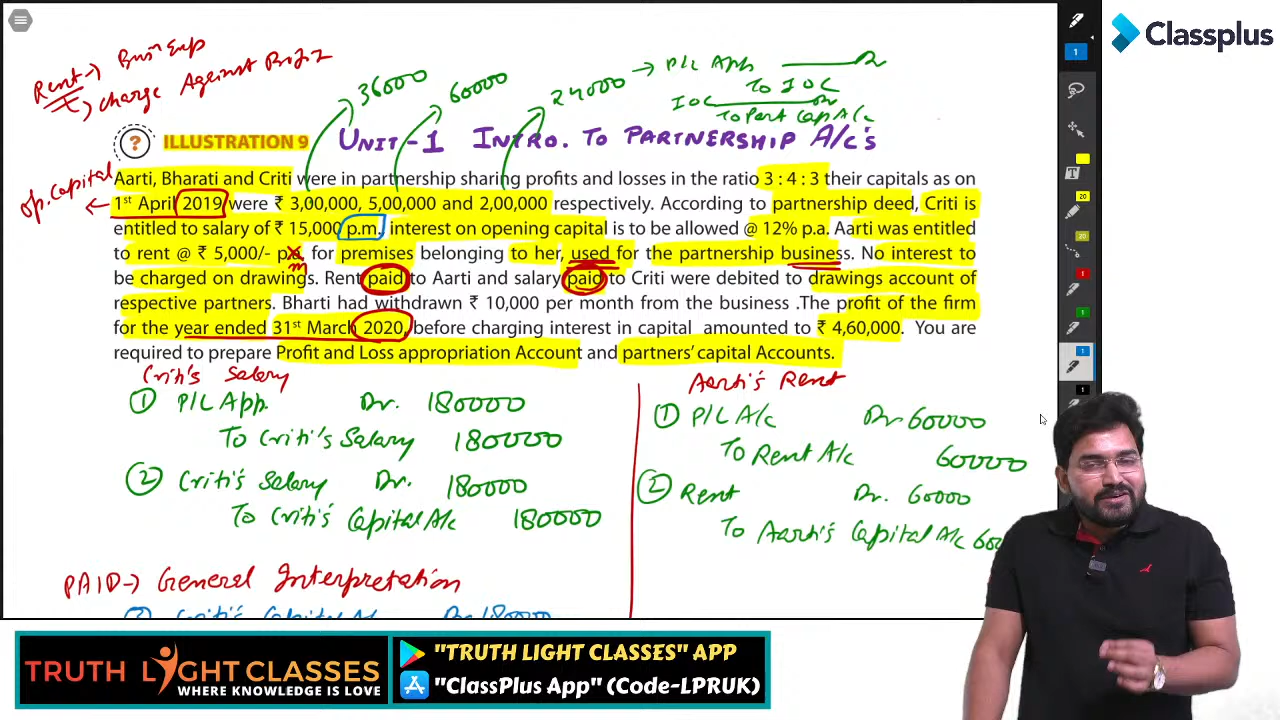 Classplus
Rent → Busⁿ Exp
↳ Charge Against Profit
36000
60000
24000 → P/L App. Dr
To IOC
IOC Dr
To Part Cap A/c
? ILLUSTRATION 9 UNIT-1 INTRO. TO PARTNERSHIP A/c's
op. Capital
Aarti, Bharati and Criti were in partnership sharing profits and losses in the ratio 3 : 4 : 3 their capitals as on
1st April 2019 were ₹ 3,00,000, 5,00,000 and 2,00,000 respectively. According to partnership deed, Criti is
entitled to salary of ₹ 15,000 p.m. interest on opening capital is to be allowed @ 12% p.a. Aarti was entitled
to rent @ ₹ 5,000/- p.a. for premises belonging to her, used for the partnership business. No interest to
m
be charged on drawings. Rent paid to Aarti and salary paid to Criti were debited to drawings account of
respective partners. Bharti had withdrawn ₹ 10,000 per month from the business .The profit of the firm
for the year ended 31st March 2020, before charging interest in capital amounted to ₹ 4,60,000. You are
required to prepare Profit and Loss appropriation Account and partners' capital Accounts.
Criti's Salary
① P/L App. Dr. 180000
To Criti's Salary 180000
② Criti's Salary Dr. 180000
To Criti's Capital A/c 180000
Aarti's Rent
① P/L A/c Dr 60000
To Rent A/c 60000
② Rent Dr. 60000
To Aarti's Capital A/c 60
PAID → General Interpretation
③ Criti's Capital A/c Dr 180000
TRUTH LIGHT CLASSES
WHERE KNOWLEDGE IS LOVE
"TRUTH LIGHT CLASSES" APP
"ClassPlus App" (Code-LPRUK)